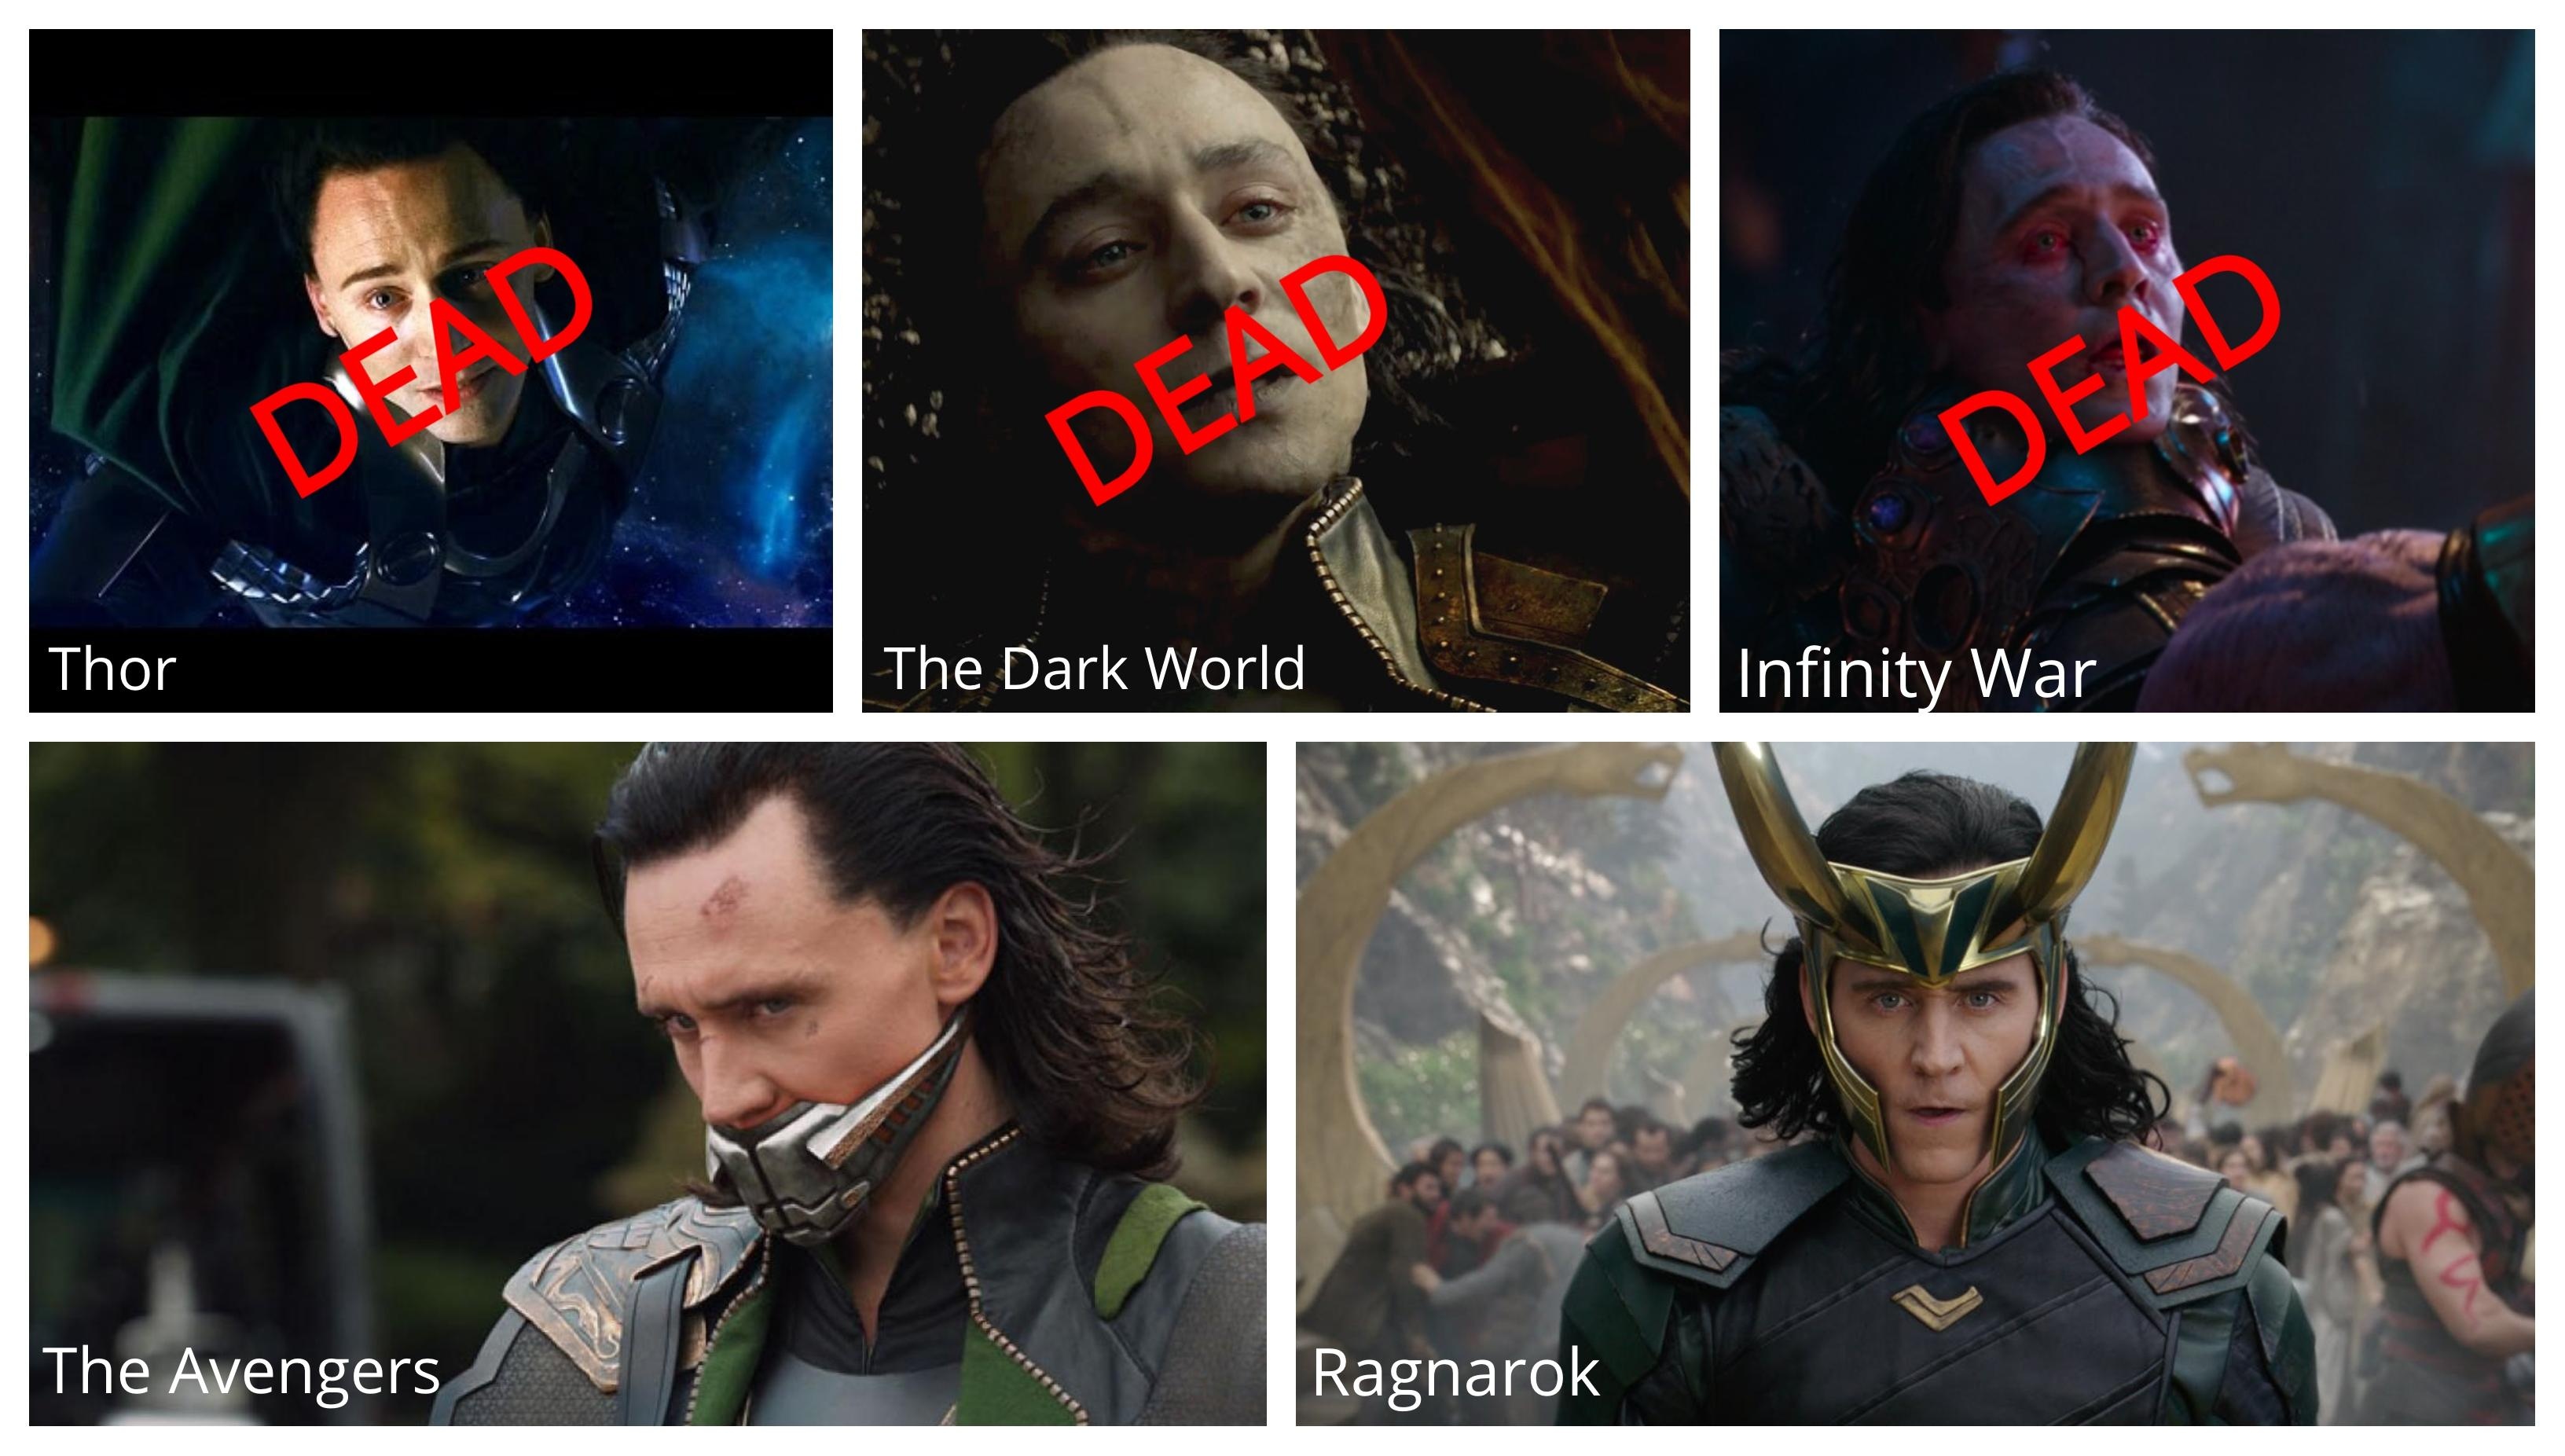 DEAD
DEAD
DEAD
Thor
The Dark World
Infinity War
The Avengers
Ragnarok